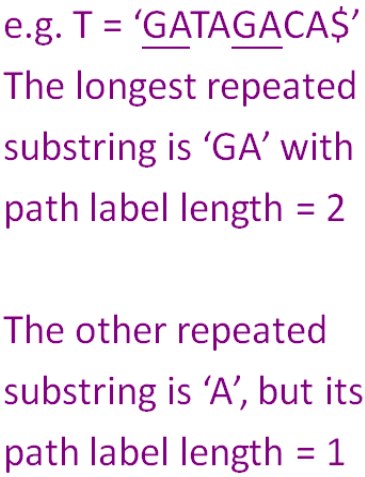 e.g. T = ‘GATAGACA$’
The longest repeated
substring is ‘GA’ with
path label length = 2
The other repeated
substring is ‘A’, but its
path label length = 1